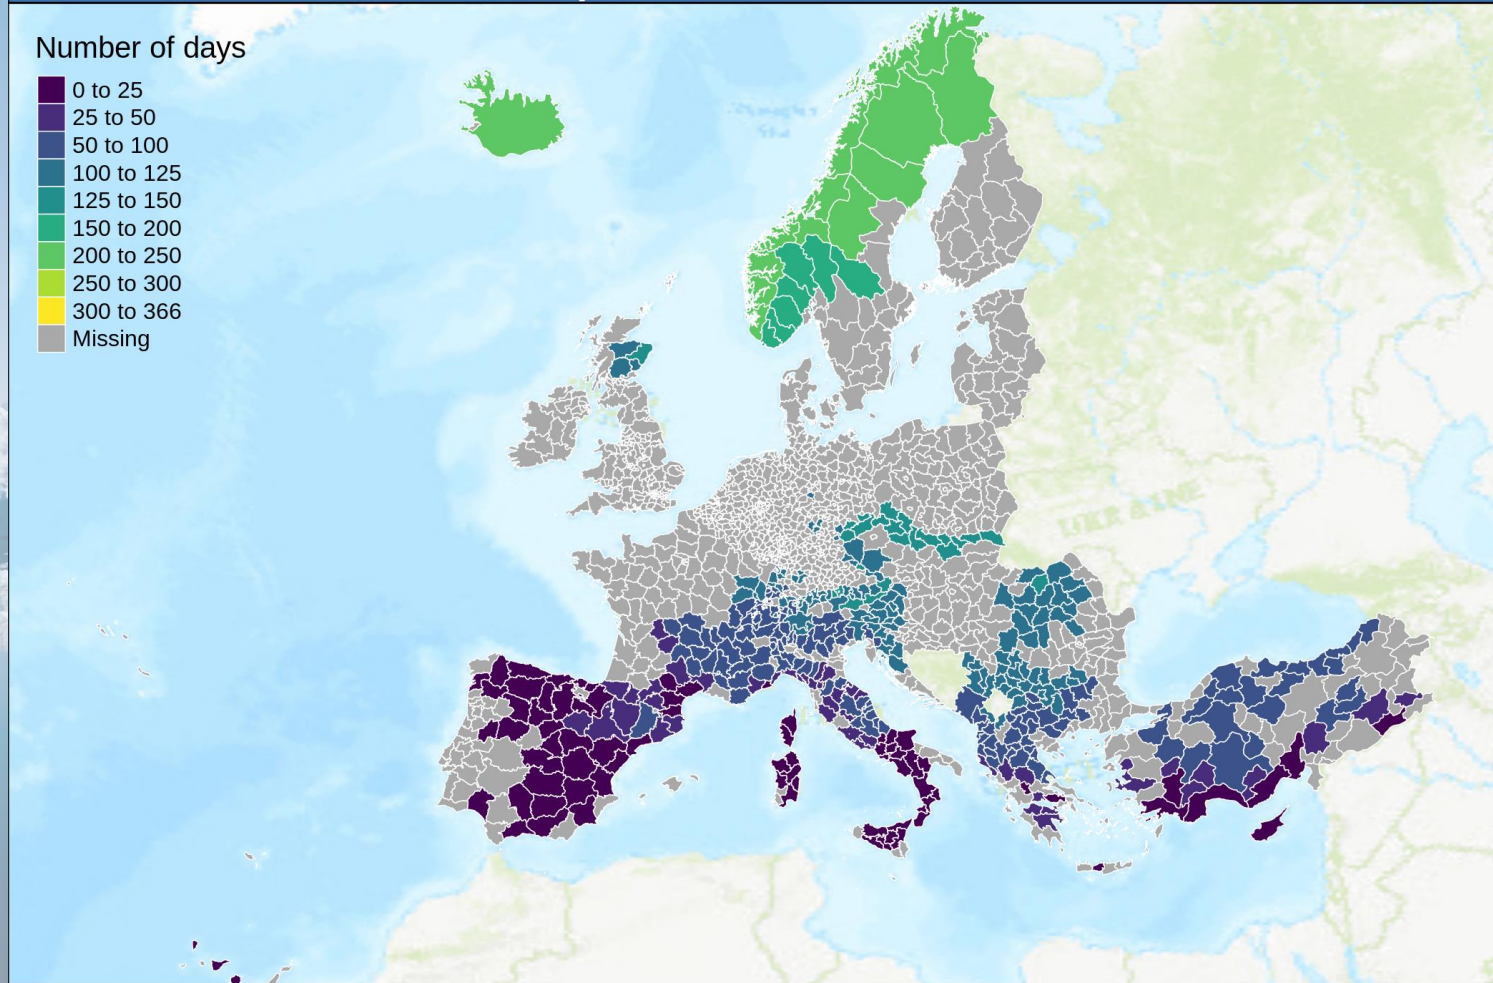 Number of days
0 to 25
25 to 50
50 to 100
100 to 125
125 to 150
150 to 200
200 to 250
250 to 300
300 to 366
Missing